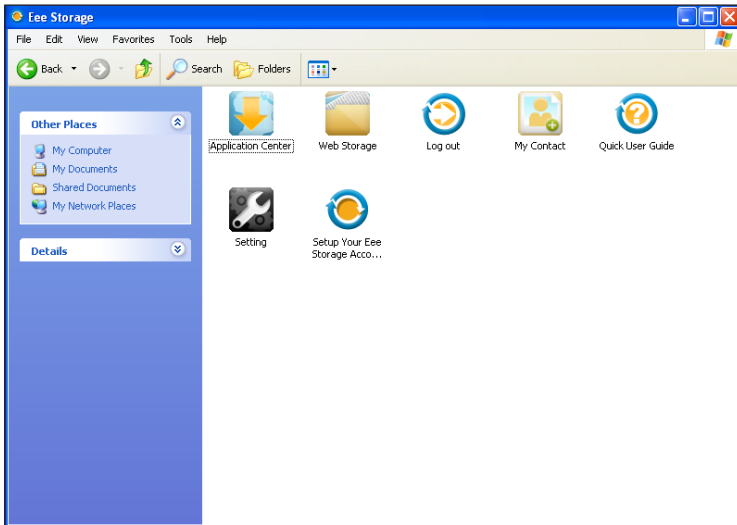 Eee Storage
File Edit View Favorites Tools Help
Back Search Folders
Other Places
My Computer
My Documents
Shared Documents
My Network Places
Details
Application Center Web Storage Log out My Contact Quick User Guide
Setting Setup Your Eee
Storage Acco...